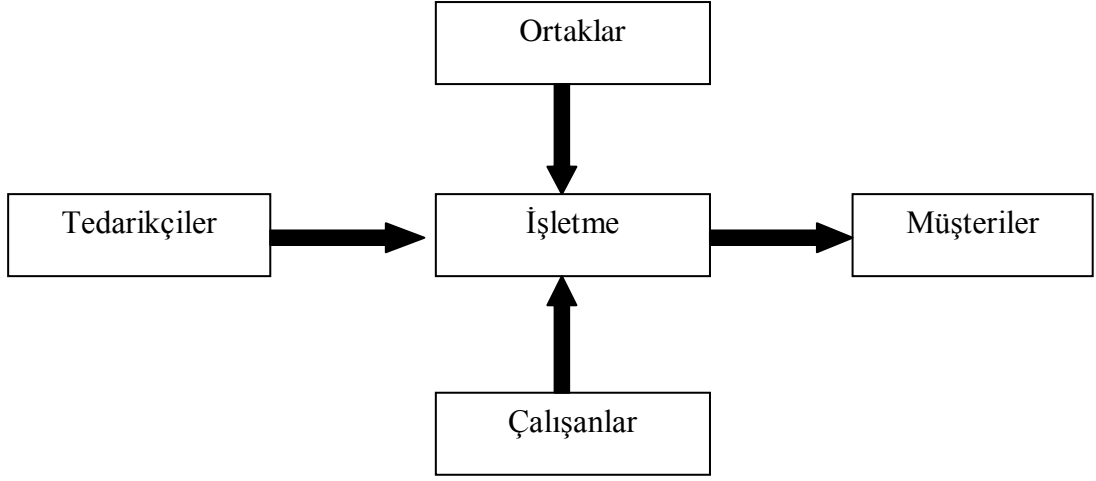 Ortaklar
Tedarikçiler
İşletme
Müşteriler
Çalışanlar